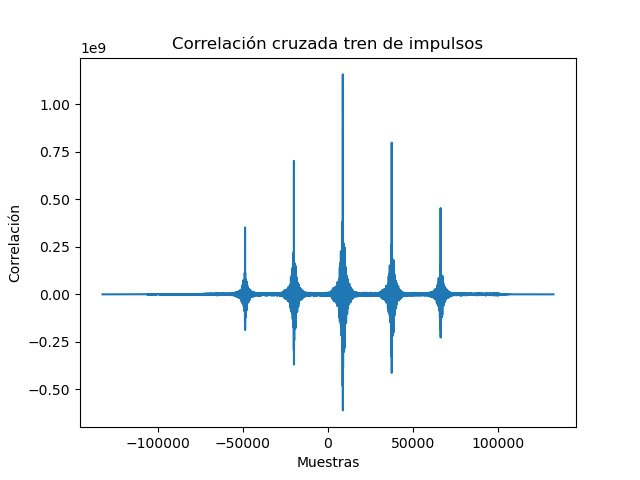 Correlación cruzada tren de impulsos
1e9
1.00
0.75
0.50
0.25
0.00
−0.25
−0.50
Correlación
−100000 −50000 0 50000 100000
Muestras